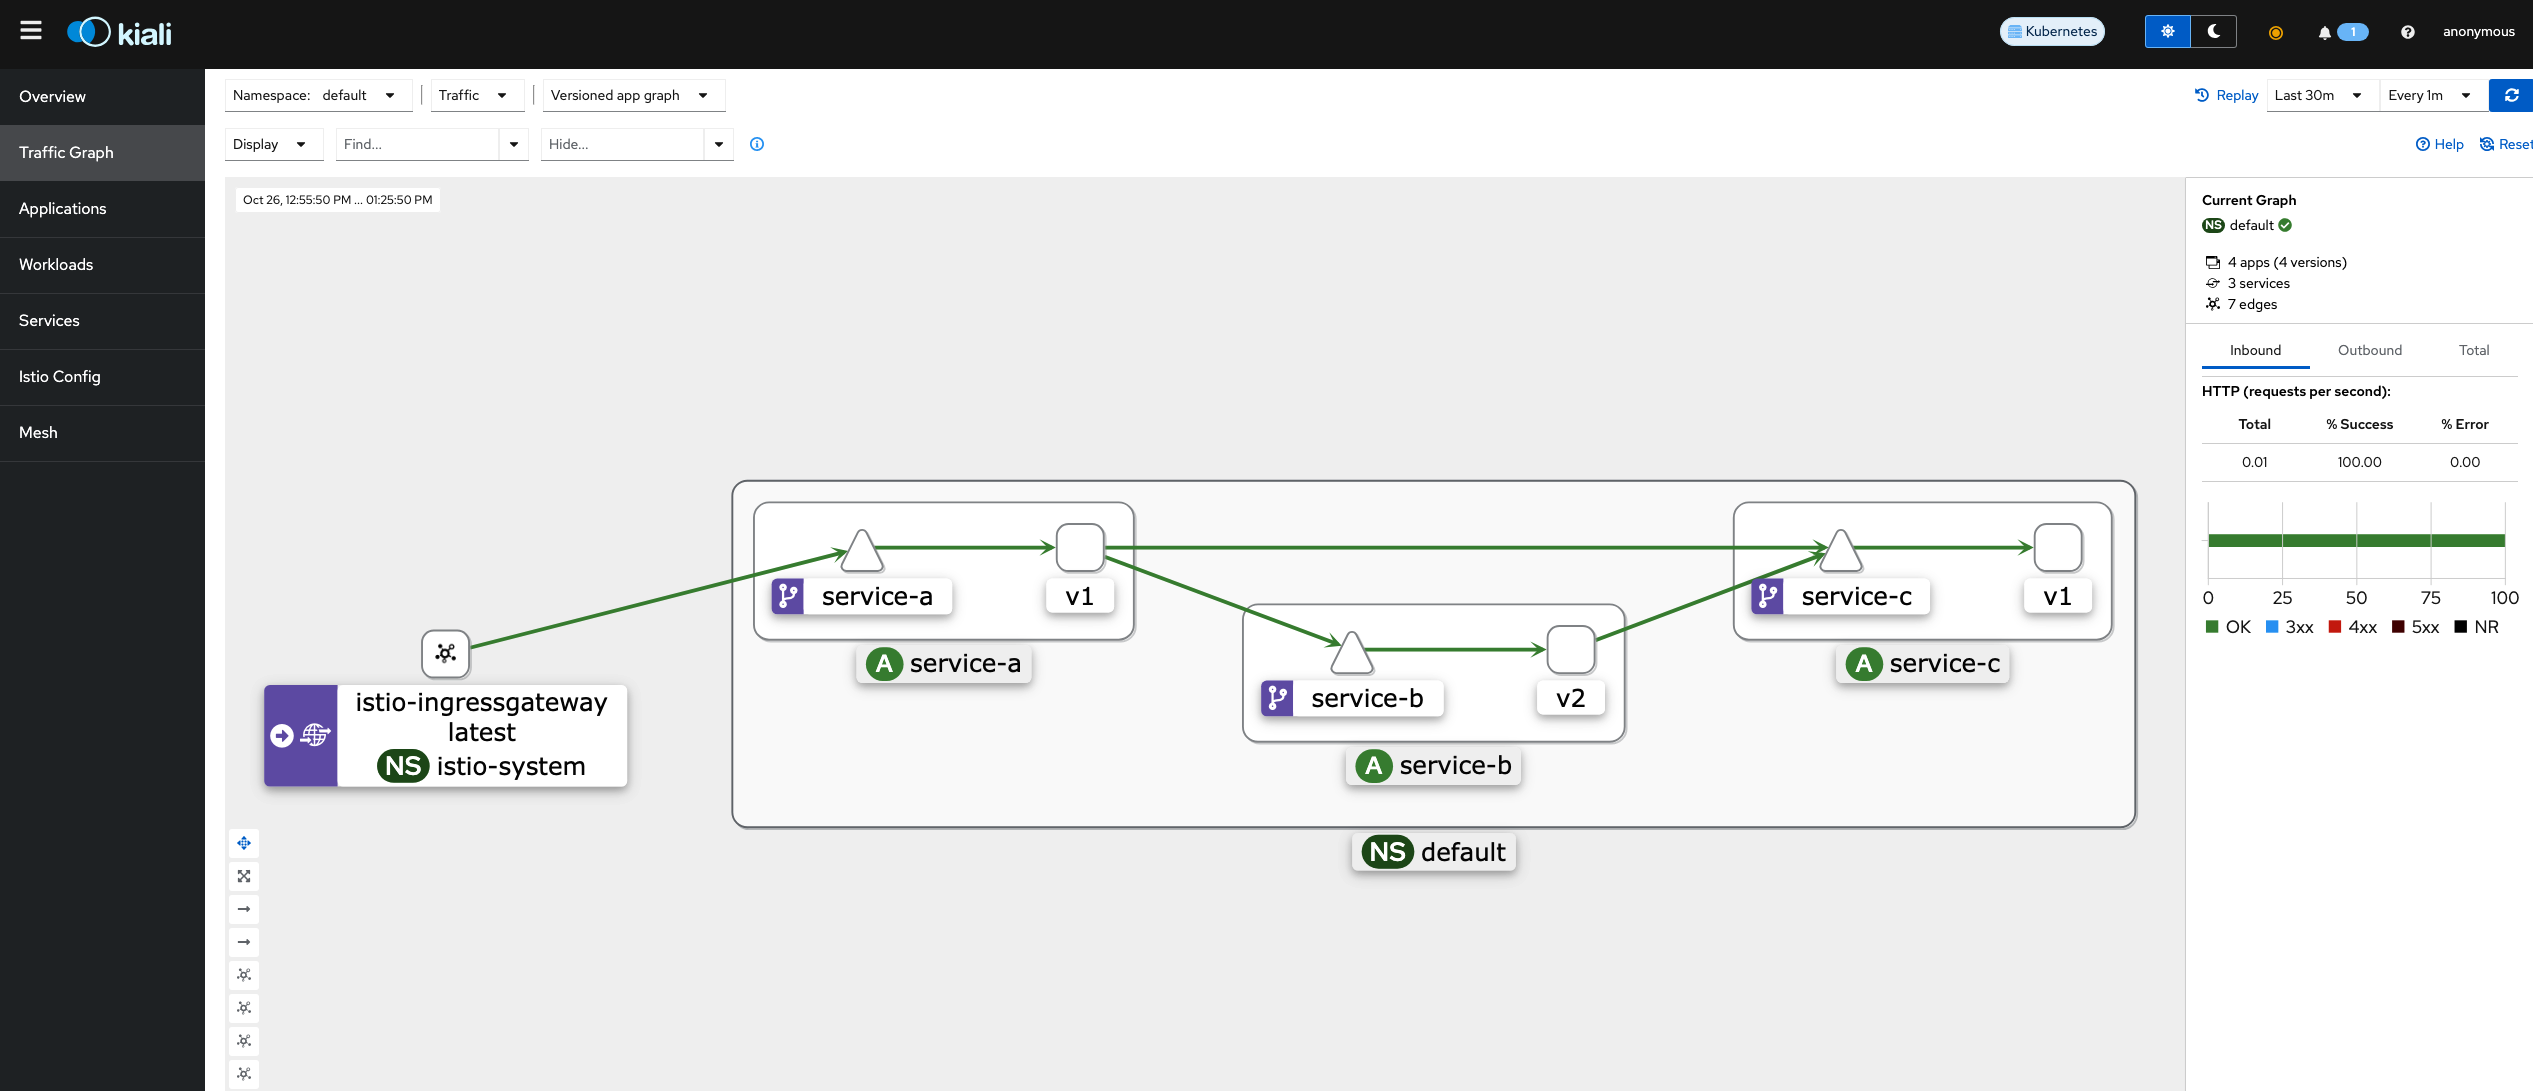 kiali
Kubernetes
1
anonymous
Overview
Traffic Graph
Applications
Workloads
Services
Istio Config
Mesh
Namespace: default
Traffic
Versioned app graph
Replay
Last 30m
Every 1m
Display
Find...
Hide...
Help
Reset
Oct 26, 12:55:50 PM ... 01:25:50 PM
service-a
v1
A service-a
service-b
v2
A service-b
service-c
v1
A service-c
istio-ingressgateway
latest
NS istio-system
NS default
Current Graph
NS default
4 apps (4 versions)
3 services
7 edges
Inbound
Outbound
Total
HTTP (requests per second):
Total % Success % Error
0.01 100.00 0.00
0 25 50 75 100
OK 3xx 4xx 5xx NR